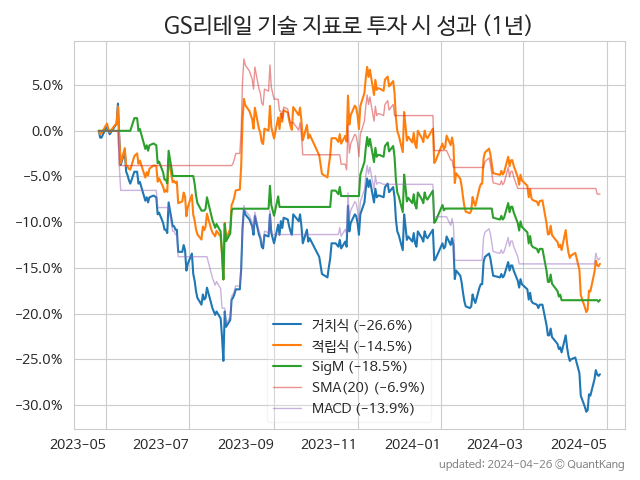 GS리테일 기술 지표로 투자 시 성과 (1년)
5.0%
0.0%
−5.0%
−10.0%
−15.0%
−20.0%
−25.0%
−30.0%
거치식 (−26.6%)
적립식 (−14.5%)
SigM (−18.5%)
SMA(20) (−6.9%)
MACD (−13.9%)
2023−05 2023−07 2023−09 2023−11 2024−01 2024−03 2024−05
updated: 2024-04-26 © QuantKang